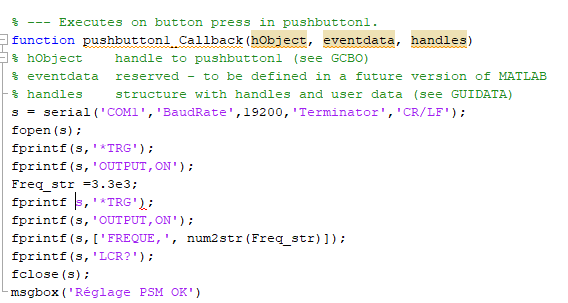 % --- Executes on button press in pushbutton1.
function pushbutton1_Callback(hObject, eventdata, handles)
% hObject    handle to pushbutton1 (see GCBO)
% eventdata  reserved - to be defined in a future version of MATLAB
% handles    structure with handles and user data (see GUIDATA)
s = serial('COM1','BaudRate',19200,'Terminator','CR/LF');
fopen(s);
fprintf(s,'*TRG');
fprintf(s,'OUTPUT,ON');
Freq_str =3.3e3;
fprintf s,'*TRG');
fprintf(s,'OUTPUT,ON');
fprintf(s,['FREQUE,', num2str(Freq_str)]);
fprintf(s,'LCR?');
fclose(s);
msgbox('Réglage PSM OK')